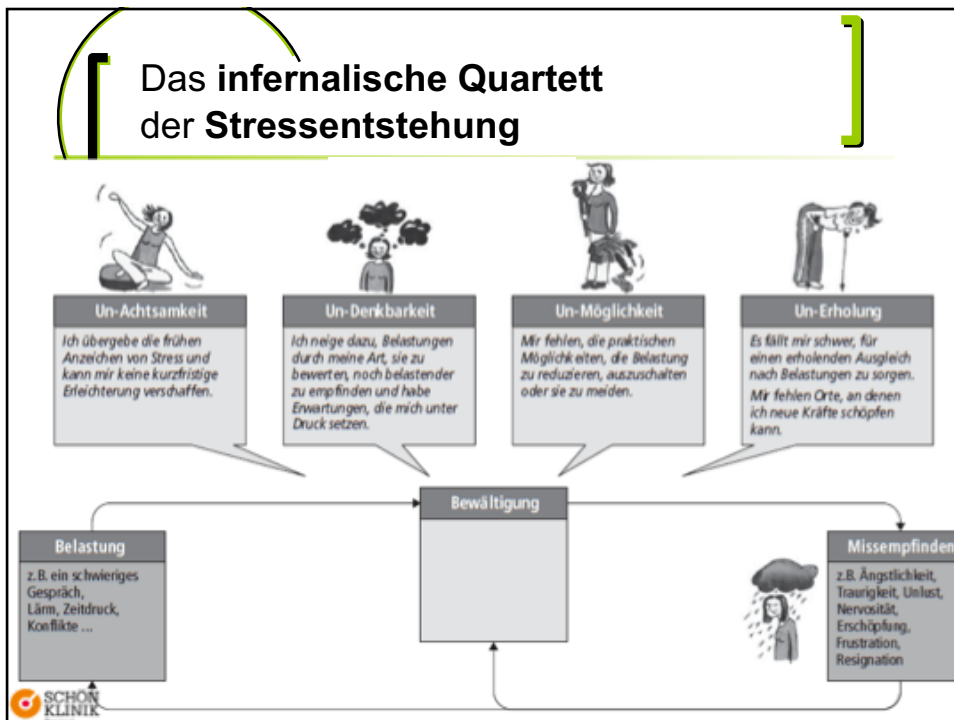 Das infernalische Quartett
der Stressentstehung
Un-Achtsamkeit
Ich übergebe die frühen
Anzeichen von Stress und
kann mir keine kurzfristige
Erleichterung verschaffen.
Un-Denkbarkeit
Ich neige dazu, Belastungen
durch meine Art, sie zu
bewerten, noch belastender
zu empfinden und habe
Erwartungen, die mich unter
Druck setzen.
Un-Möglichkeit
Mir fehlen, die praktischen
Möglichkeiten, die Belastung
zu reduzieren, auszuschalten
oder sie zu meiden.
Un-Erholung
Es fällt mir schwer, für
einen erholenden Ausgleich
nach Belastungen zu sorgen.
Mir fehlen Orte, an denen
ich neue Kräfte schöpfen
kann.
Bewältigung
Belastung
z.B. ein schwieriges
Gespräch,
Lärm, Zeitdruck,
Konflikte ...
Missempfinden
z.B. Ängstlichkeit,
Traurigkeit, Unlust,
Nervosität,
Erschöpfung,
Frustration,
Resignation
SCHÖN
KLINIK